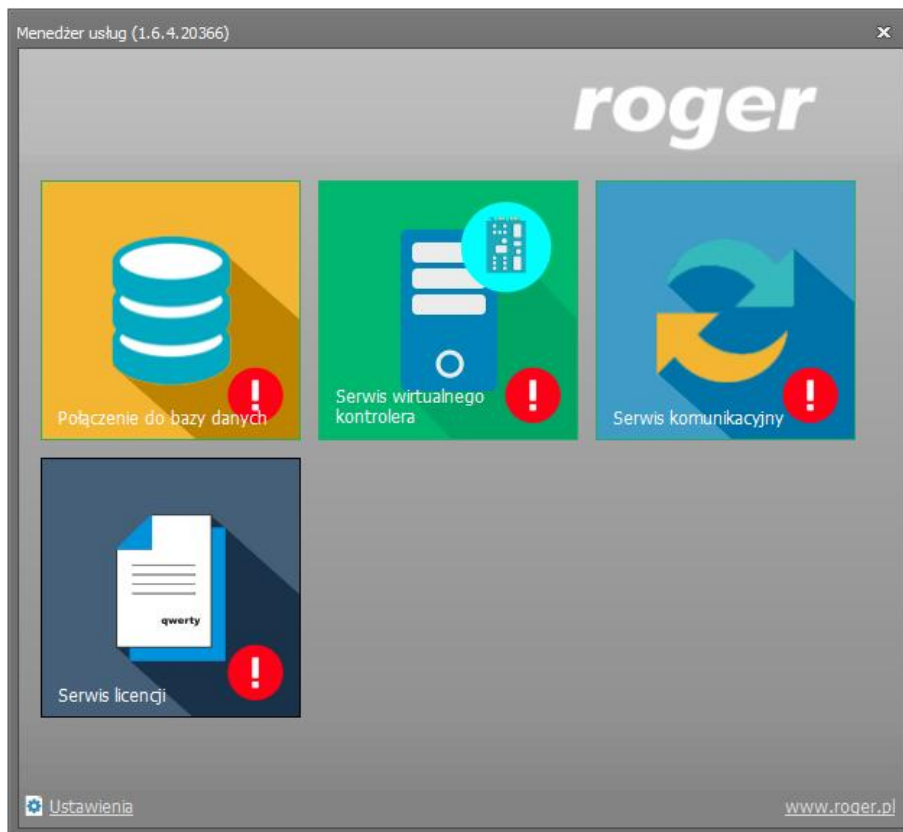 Menedżer usług (1.6.4.20366)
roger
Połączenie do bazy danych
Serwis wirtualnego
kontrolera
Serwis komunikacyjny
qwerty
Serwis licencji
Ustawienia
www.roger.pl